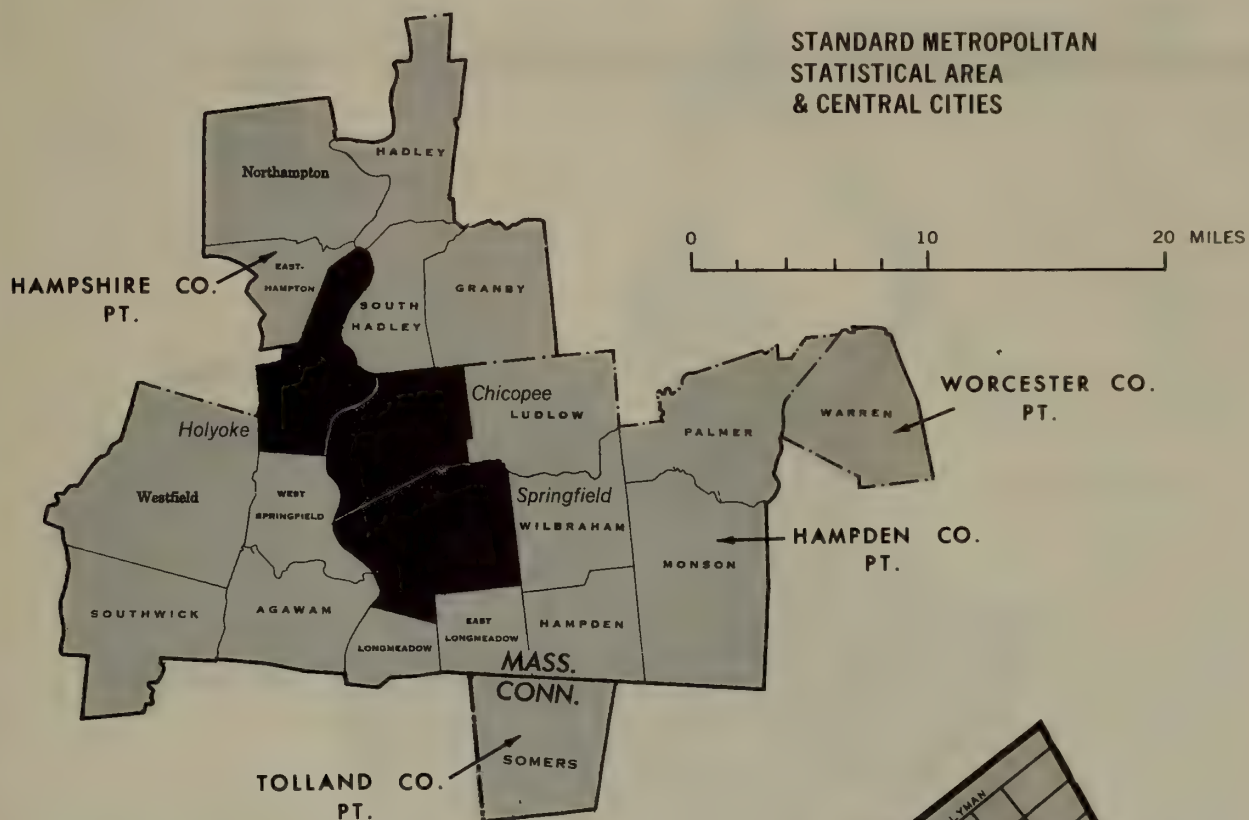 STANDARD METROPOLITAN
STATISTICAL AREA
& CENTRAL CITIES
HADLEY
Northampton
0 10 20 MILES
HAMPSHIRE CO.
PT.
EAST-
HAMPTON
SOUTH
HADLEY
GRANBY
WORCESTER CO.
PT.
WARREN
Chicopee
LUDLOW
PALMER
Holyoke
Westfield
WEST
SPRINGFIELD
Springfield
WILBRAHAM
HAMPDEN CO.
PT.
MONSON
SOUTHWICK
AGAWAM
LONGMEADOW
EAST
LONGMEADOW
HAMPDEN
MASS.
CONN.
SOMERS
TOLLAND CO.
PT.
LYMAN